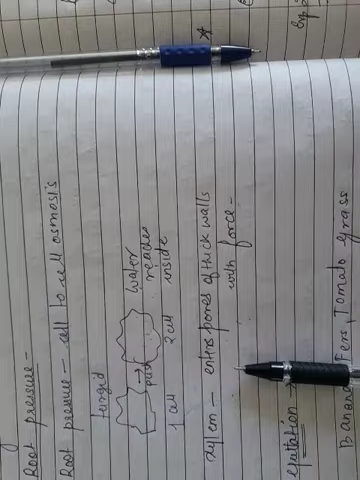 Root pressure -
Root pressure - cell to cell osmosis
turgid
push
Water
reaches
inside
1 cell 2 cell
xylem - enters pores of thick walls
with force -
Banana Fern, Tomato grass